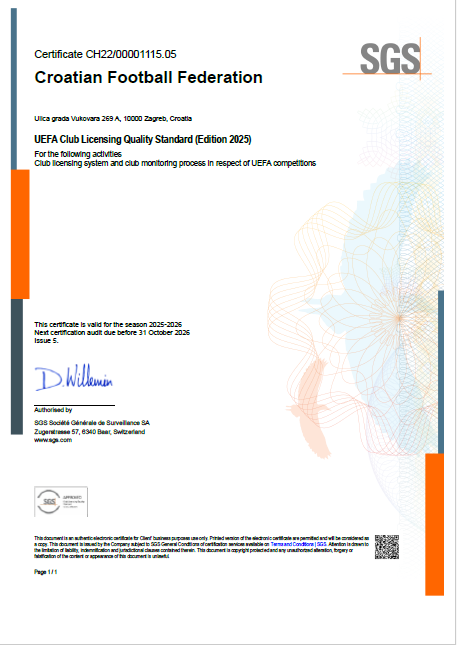 SGS
Certificate CH22/00001115.05
Croatian Football Federation
Ulica grada Vukovara 269 A, 10000 Zagreb, Croatia
UEFA Club Licensing Quality Standard (Edition 2025)
For the following activities
Club licensing system and club monitoring process in respect of UEFA competitions
This certificate is valid for the season 2025-2026
Next certification audit due before 31 October 2026
Issue 5.
D. Willemin
Authorised by
SGS Société Générale de Surveillance SA
Zugerstrasse 57, 6340 Baar, Switzerland
www.sgs.com
SGS
This document is an authentic electronic certificate for Client' business purposes use only. Printed version of the electronic certificate are permitted and will be considered as
a copy. This document is issued by the Company subject to SGS General Conditions of certification services available on Terms and Conditions | SGS. Attention is drawn to
the limitation of liability, indemnification and jurisdictional clauses contained therein. This document is copyright protected and any unauthorized alteration, forgery or
falsification of the content or appearance of this document is unlawful.
Page 1 / 1